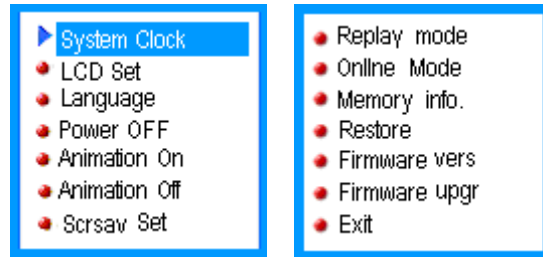 System Clock
LCD Set
Language
Power OFF
Animation On
Animation Off
Scrsav Set
Replay mode
Online Mode
Memory info.
Restore
Firmware vers
Firmware upgr
Exit